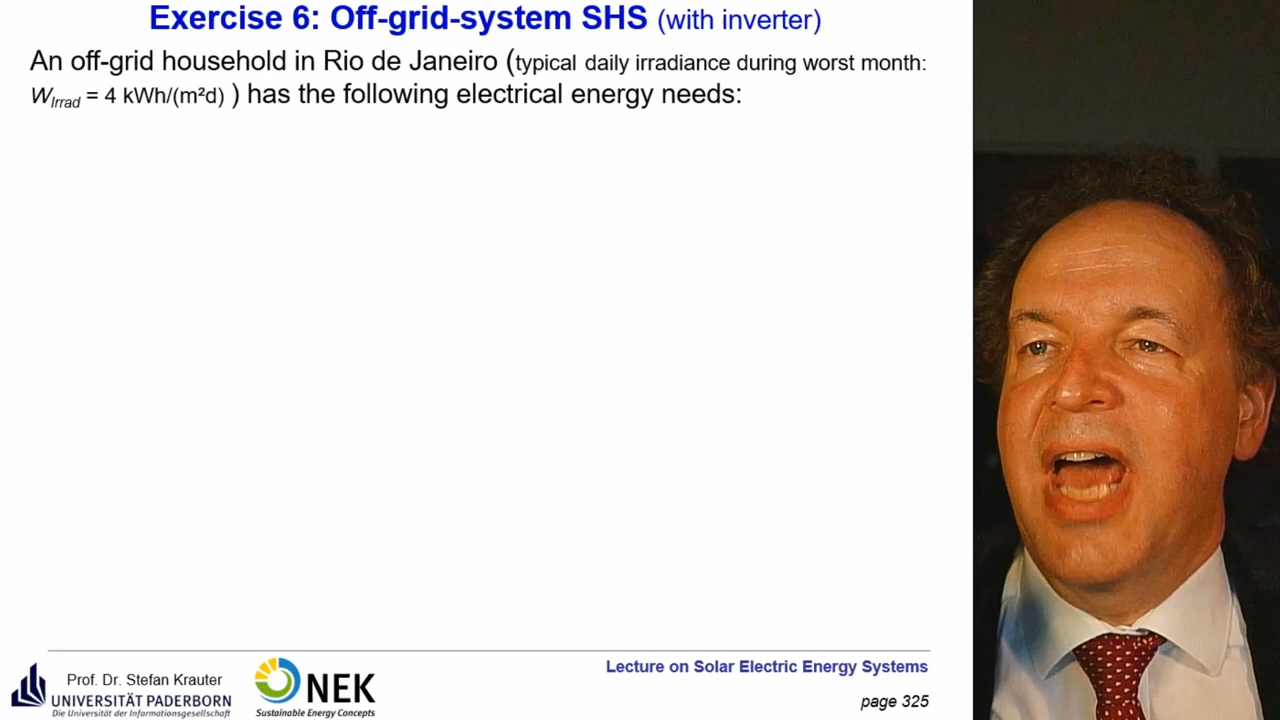 Exercise 6: Off-grid-system SHS (with inverter)
An off-grid household in Rio de Janeiro (typical daily irradiance during worst month:
WIrrad = 4 kWh/(m²d) ) has the following electrical energy needs:
Prof. Dr. Stefan Krauter
UNIVERSITÄT PADERBORN
Die Universität der Informationsgesellschaft
NEK
Sustainable Energy Concepts
Lecture on Solar Electric Energy Systems
page 325